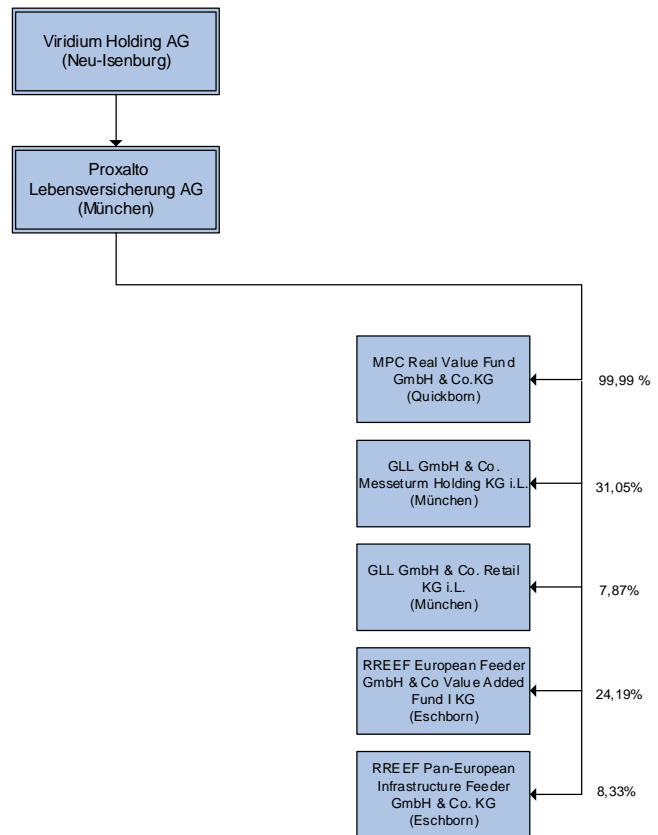 Viridium Holding AG
(Neu-Isenburg)
Proxalto
Lebensversicherung AG
(München)
MPC Real Value Fund
GmbH & Co.KG
(Quickborn)
99,99 %
GLL GmbH & Co.
Messeturm Holding KG i.L.
(München)
31,05%
GLL GmbH & Co. Retail
KG i.L.
(München)
7,87%
RREEF European Feeder
GmbH & Co Value Added
Fund I KG
(Eschborn)
24,19%
RREEF Pan-European
Infrastructure Feeder
GmbH & Co. KG
(Eschborn)
8,33%